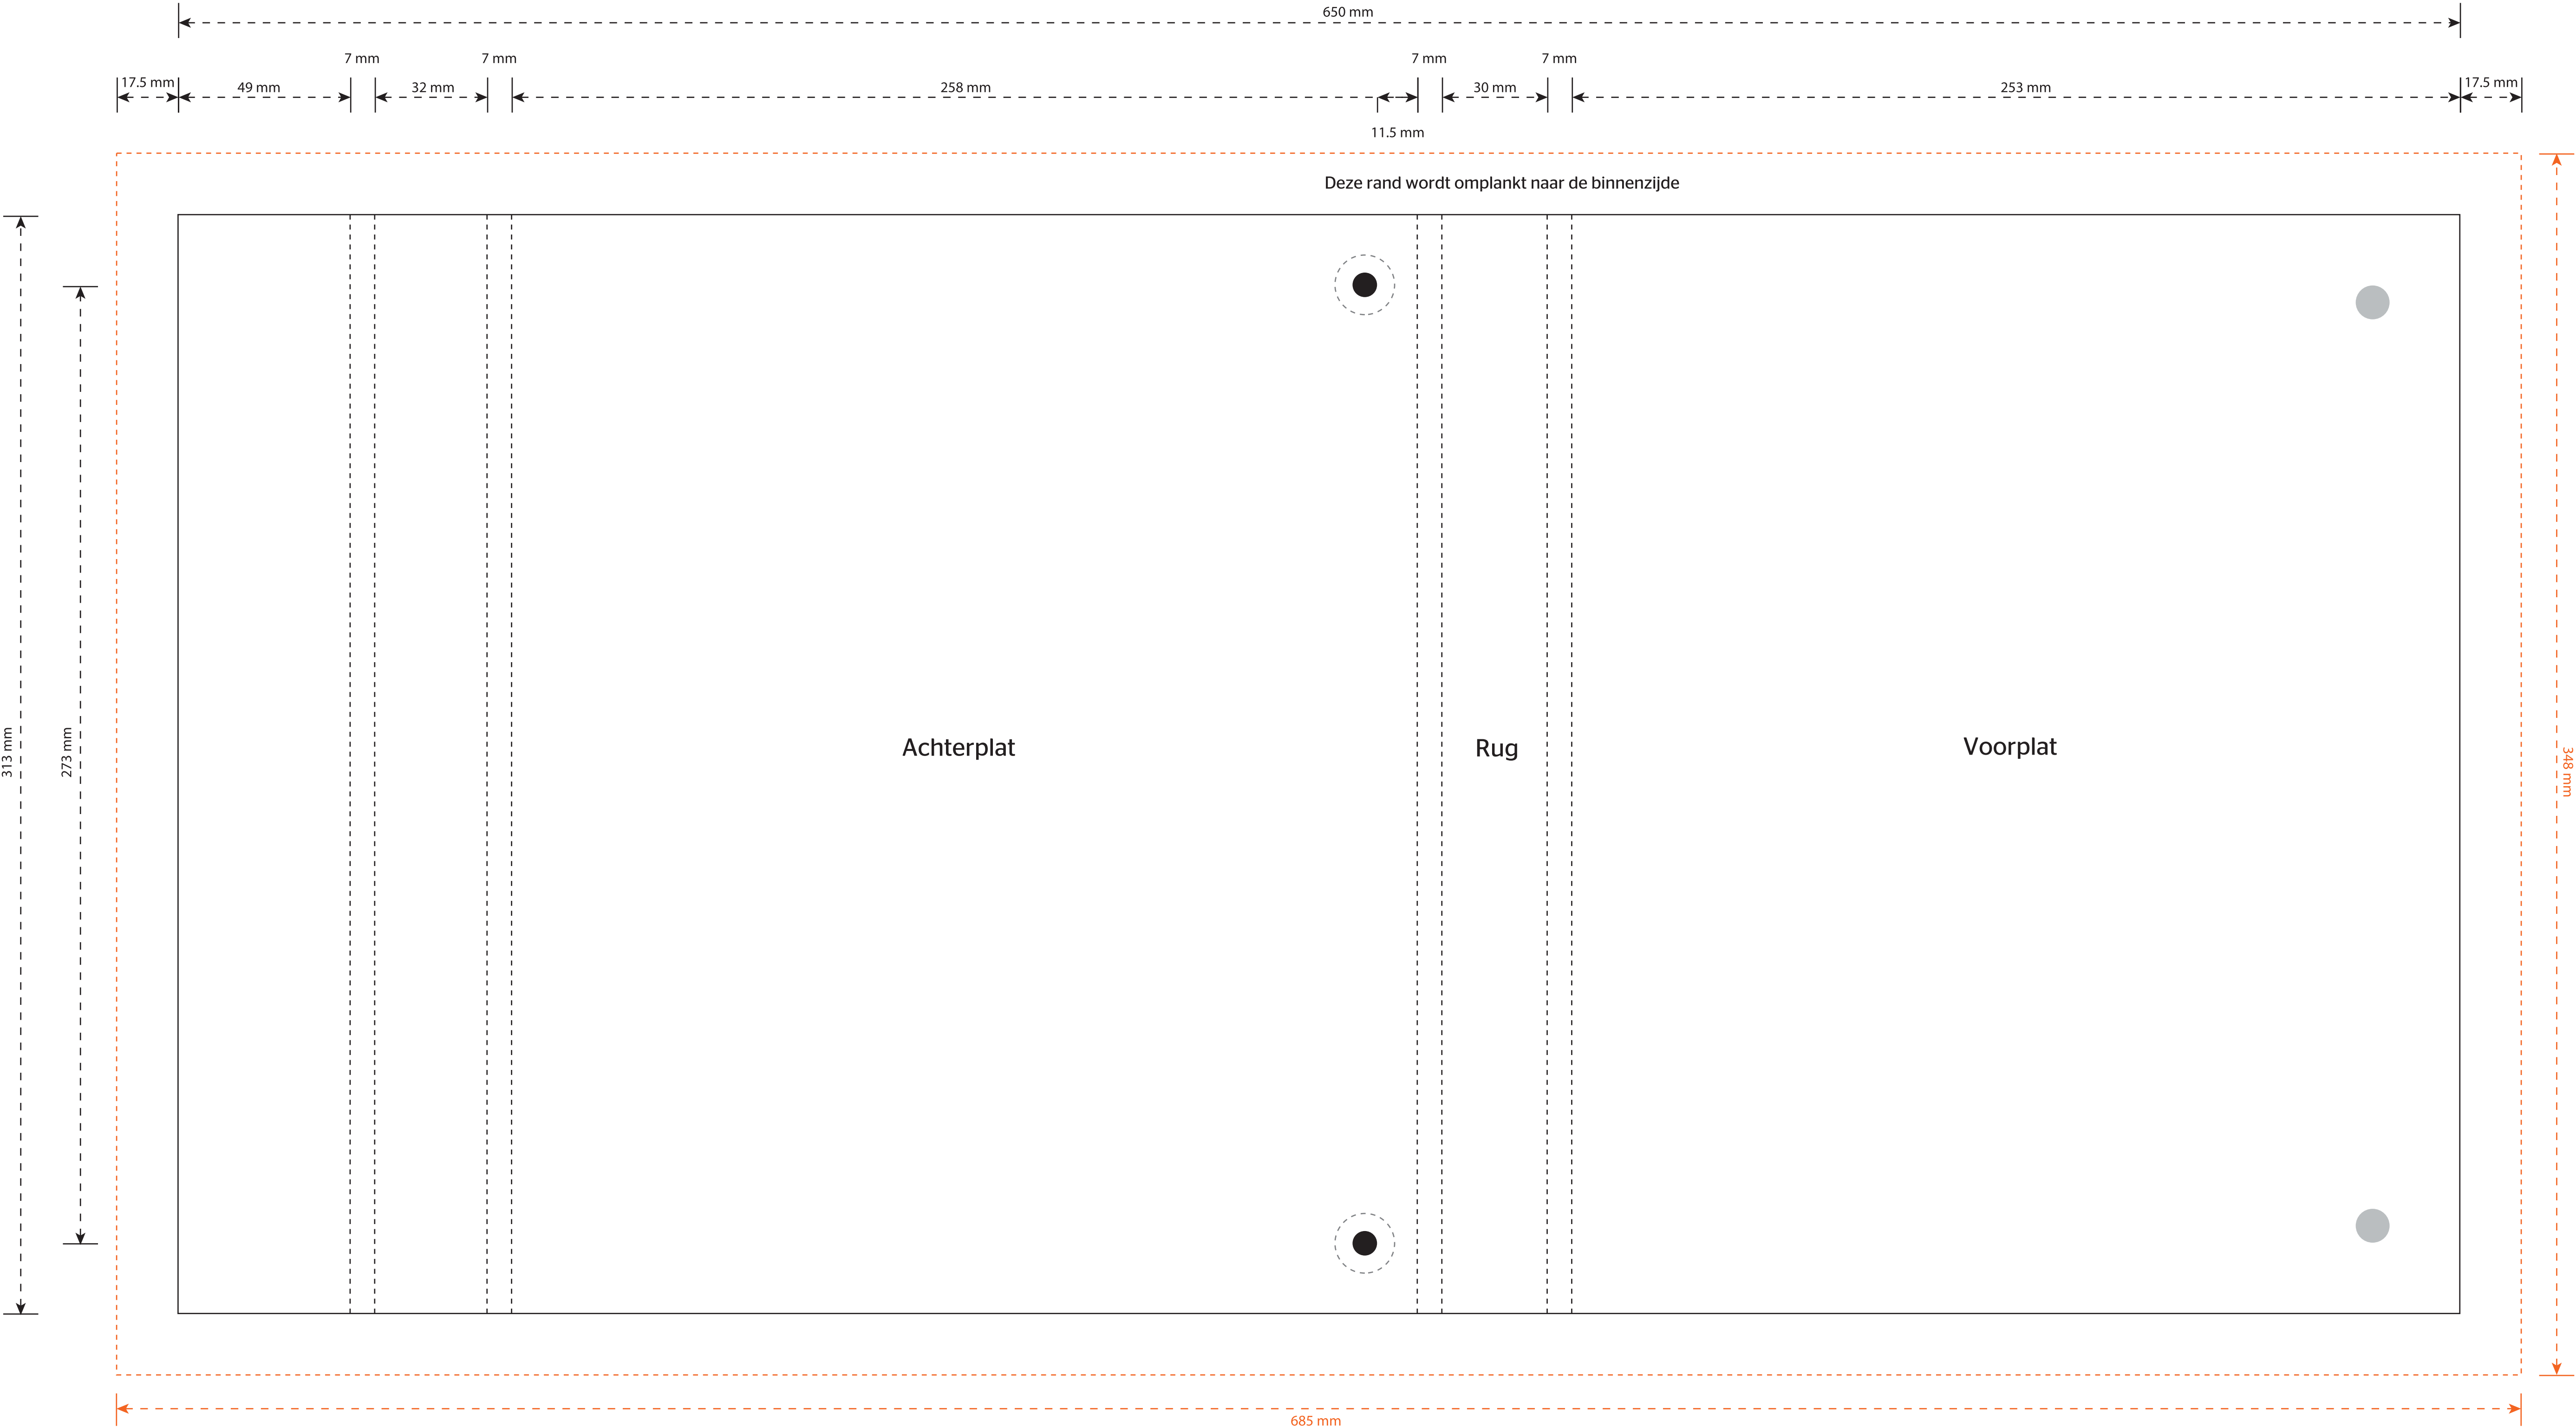 650 mm
7 mm
7 mm
7 mm
7 mm
17.5 mm
49 mm
32 mm
258 mm
30 mm
253 mm
17.5 mm
11.5 mm
Deze rand wordt omplankt naar de binnenzijde
313 mm
273 mm
Achterplat
Rug
Voorplat
348 mm
685 mm